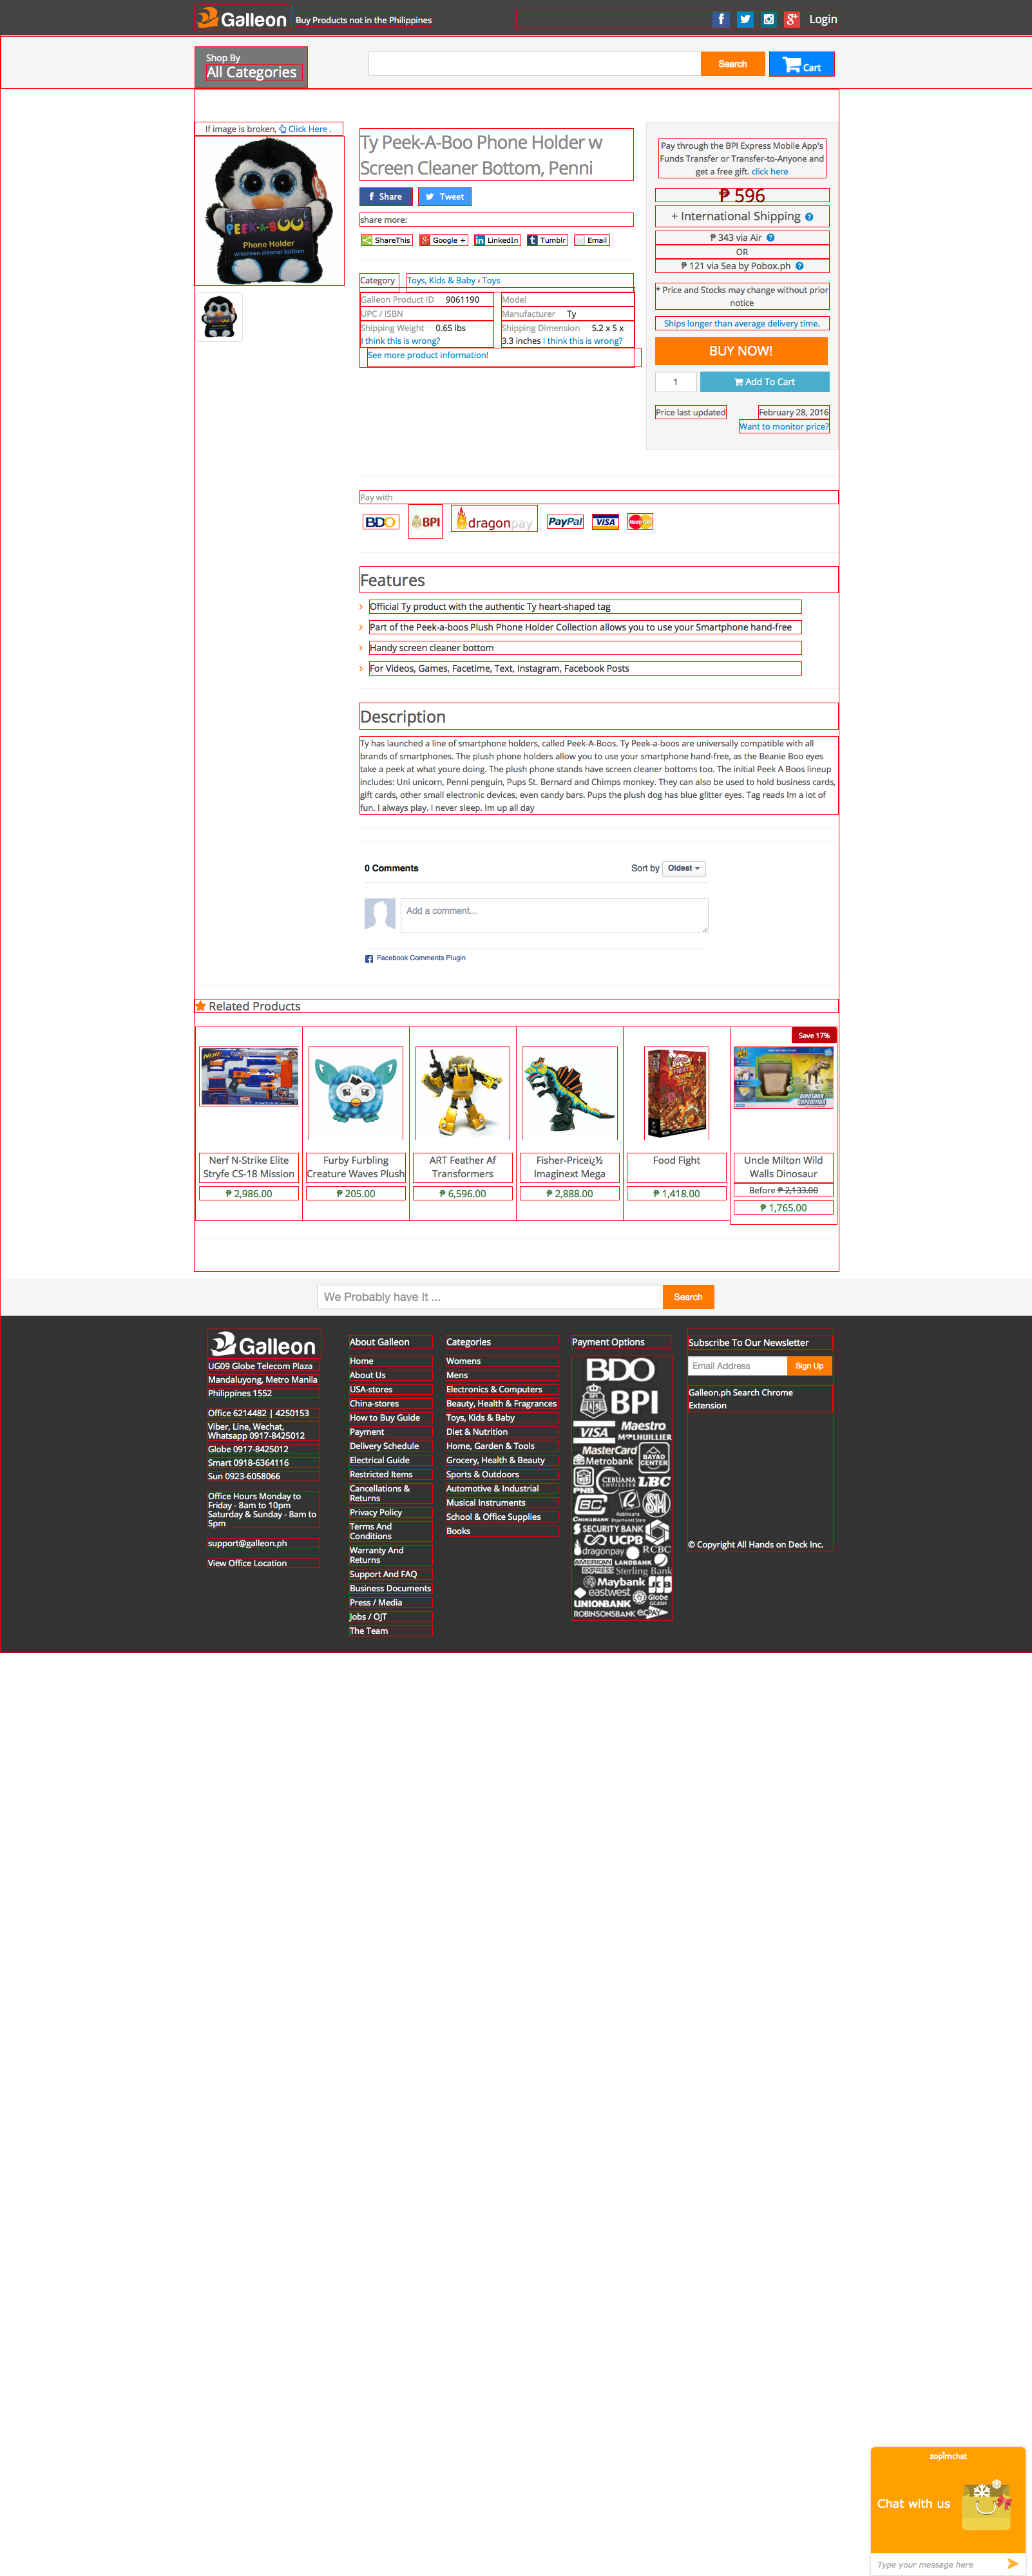 Galleon
Buy Products not in the Philippines
Login
Shop By
All Categories
Search
Cart
If image is broken, Click Here .
PEEK-A-BOOs
Phone Holder
w/screen cleaner bottom
Ty Peek-A-Boo Phone Holder w
Screen Cleaner Bottom, Penni
Share
Tweet
share more:
ShareThis
Google +
LinkedIn
Tumblr
Email
Category
Toys, Kids & Baby › Toys
Galleon Product ID 9061190
Model
UPC / ISBN
Manufacturer Ty
Shipping Weight 0.65 lbs
I think this is wrong?
Shipping Dimension 5.2 x 5 x
3.3 inches I think this is wrong?
See more product information!
Pay through the BPI Express Mobile App's
Funds Transfer or Transfer-to-Anyone and
get a free gift. click here
₱ 596
+ International Shipping
₱ 343 via Air
OR
₱ 121 via Sea by Pobox.ph
* Price and Stocks may change without prior
notice
Ships longer than average delivery time.
BUY NOW!
1
Add To Cart
Price last updated
February 28, 2016
Want to monitor price?
Pay with
BDO
BPI
dragonpay
PayPal
VISA
MasterCard
Features
Official Ty product with the authentic Ty heart-shaped tag
Part of the Peek-a-boos Plush Phone Holder Collection allows you to use your Smartphone hand-free
Handy screen cleaner bottom
For Videos, Games, Facetime, Text, Instagram, Facebook Posts
Description
Ty has launched a line of smartphone holders, called Peek-A-Boos. Ty Peek-a-boos are universally compatible with all
brands of smartphones. The plush phone holders allow you to use your smartphone hand-free, as the Beanie Boo eyes
take a peek at what youre doing. The plush phone stands have screen cleaner bottoms too. The initial Peek A Boos lineup
includes: Uni unicorn, Penni penguin, Pups St. Bernard and Chimps monkey. They can also be used to hold business cards,
gift cards, other small electronic devices, even candy bars. Pups the plush dog has blue glitter eyes. Tag reads Im a lot of
fun. I always play. I never sleep. Im up all day
0 Comments
Sort by Oldest
Add a comment...
Facebook Comments Plugin
Related Products
Save 17%
Nerf N-Strike Elite
Stryfe CS-18 Mission
₱ 2,986.00
Furby Furbling
Creature Waves Plush
₱ 205.00
ART Feather Af
Transformers
₱ 6,596.00
Fisher-Priceï¿½
Imaginext Mega
₱ 2,888.00
Food Fight
₱ 1,418.00
Uncle Milton Wild
Walls Dinosaur
Before ₱ 2,133.00
₱ 1,765.00
We Probably have It ...
Search
Galleon
UG09 Globe Telecom Plaza
Mandaluyong, Metro Manila
Philippines 1552
Office 6214482 | 4250153
Viber, Line, Wechat,
Whatsapp 0917-8425012
Globe 0917-8425012
Smart 0918-6364116
Sun 0923-6058066
Office Hours Monday to
Friday - 8am to 10pm
Saturday & Sunday - 8am to
5pm
support@galleon.ph
View Office Location
About Galleon
Home
About Us
USA-stores
China-stores
How to Buy Guide
Payment
Delivery Schedule
Electrical Guide
Restricted Items
Cancellations &
Returns
Privacy Policy
Terms And
Conditions
Warranty And
Returns
Support And FAQ
Business Documents
Press / Media
Jobs / OJT
The Team
Categories
Womens
Mens
Electronics & Computers
Beauty, Health & Fragrances
Toys, Kids & Baby
Diet & Nutrition
Home, Garden & Tools
Grocery, Health & Beauty
Sports & Outdoors
Automotive & Industrial
Musical Instruments
School & Office Supplies
Books
Payment Options
BDO
BPI
VISA
Maestro
MLHUILLIER
MasterCard
Metrobank
BAYAD
CENTER
PNB
CEBUANA
LHUILLIER
LBC
CHINABANK
SM
Robinsons
Department Store
SECURITY BANK
UCPB
dragonpay
RCBC
AMERICAN
EXPRESS
LANDBANK
Sterling Bank
Maybank
JCB
eastwest
Globe
GCASH
UNIONBANK
ROBINSONSBANK
Subscribe To Our Newsletter
Email Address
Sign Up
Galleon.ph Search Chrome
Extension
© Copyright All Hands on Deck Inc.
zopim chat
Chat with us
Type your message here